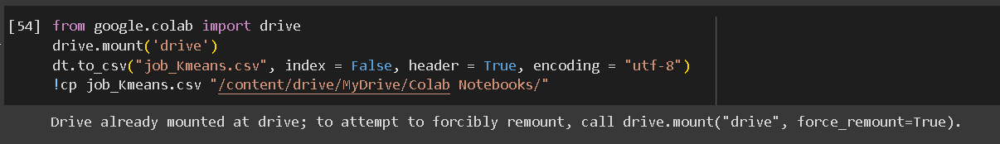 [54] from google.colab import drive
drive.mount('drive')
dt.to_csv("job_Kmeans.csv", index = False, header = True, encoding = "utf-8")
!cp job_Kmeans.csv "/content/drive/MyDrive/Colab Notebooks/"
Drive already mounted at drive; to attempt to forcibly remount, call drive.mount("drive", force_remount=True).